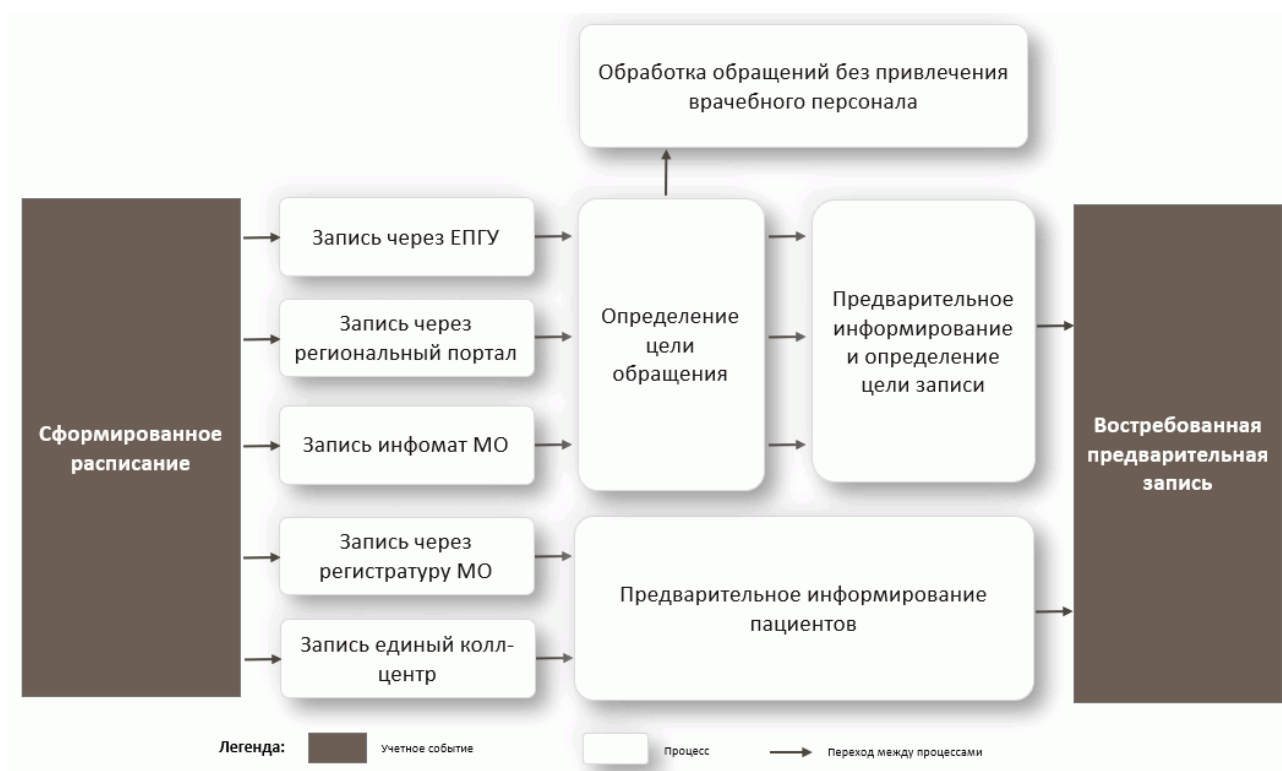 Обработка обращений без привлечения
врачебного персонала
Сформированное
расписание
Запись через ЕПГУ
Запись через
региональный портал
Запись инфомат МО
Запись через
регистратуру МО
Запись единый колл-
центр
Определение
цели
обращения
Предварительное
информирование
и определение
цели записи
Предварительное информирование
пациентов
Востребованная
предварительная
запись
Легенда:
Учетное событие
Процесс
Переход между процессами